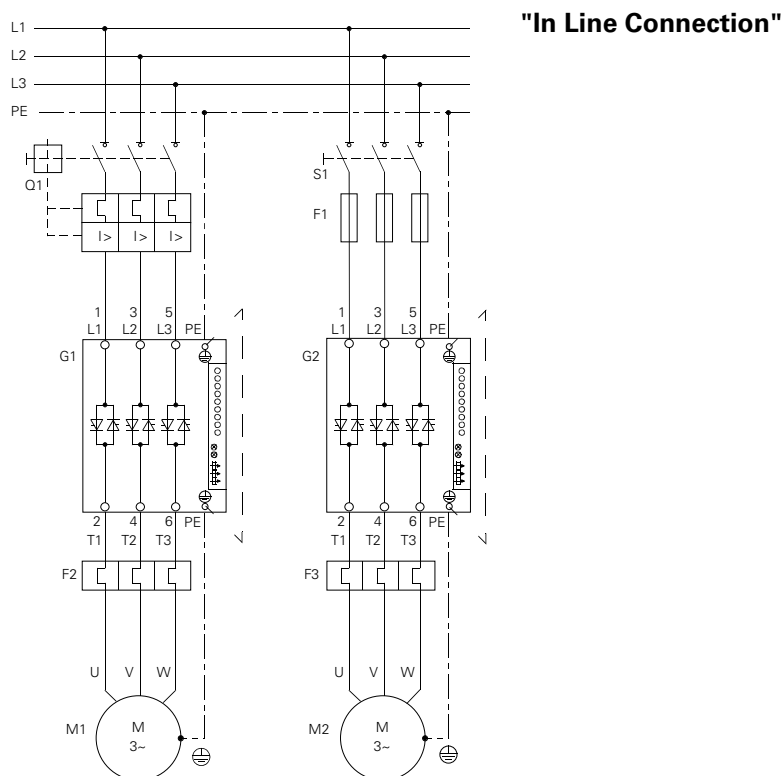 "In Line Connection"
L1
L2
L3
PE
Q1
I> I> I>
S1
F1
1 3 5
L1 L2 L3 PE
G1
2 4 6 PE
T1 T2 T3
F2
U V W
M1
M
3~
1 3 5
L1 L2 L3 PE
G2
2 4 6 PE
T1 T2 T3
F3
U V W
M2
M
3~